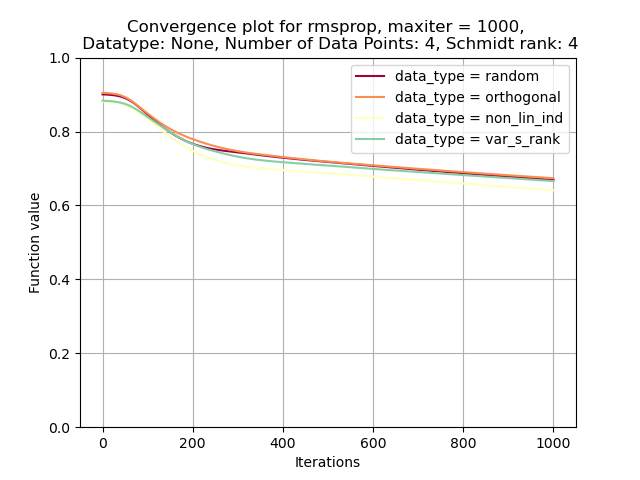 Convergence plot for rmsprop, maxiter = 1000,
Datatype: None, Number of Data Points: 4, Schmidt rank: 4
data_type = random
data_type = orthogonal
data_type = non_lin_ind
data_type = var_s_rank
1.0
0.8
0.6
0.4
0.2
0.0
Function value
0 200 400 600 800 1000
Iterations